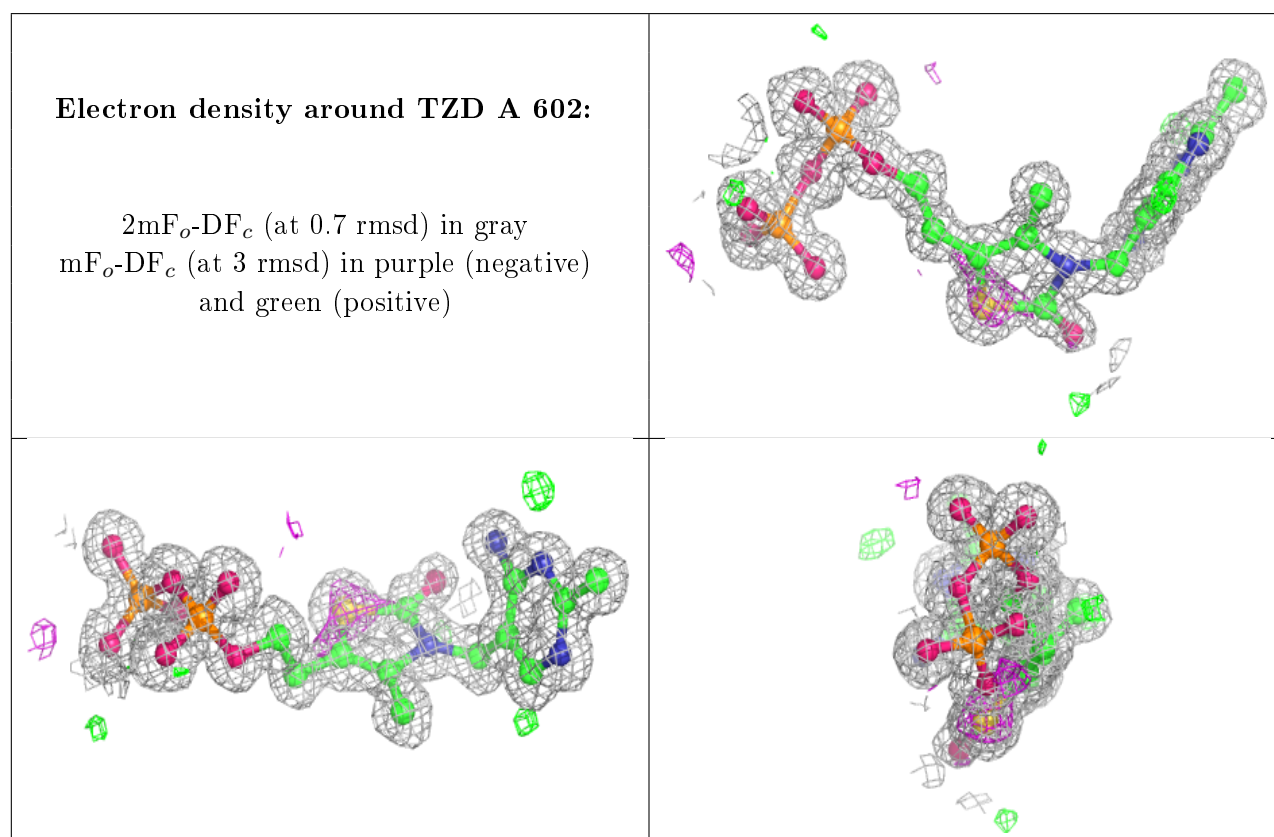 Electron density around TZD A 602:
2mFo-DFc (at 0.7 rmsd) in gray
mFo-DFc (at 3 rmsd) in purple (negative)
and green (positive)